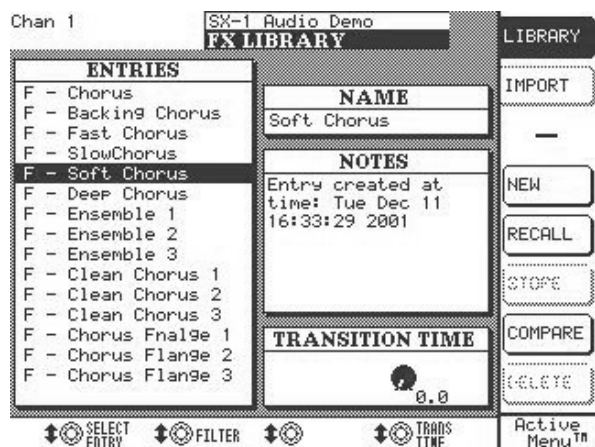 Chan 1
SX-1 Audio Demo
FX LIBRARY
ENTRIES
F - Chorus
F - Backing Chorus
F - Fast Chorus
F - SlowChorus
F - Soft Chorus
F - Deep Chorus
F - Ensemble 1
F - Ensemble 2
F - Ensemble 3
F - Clean Chorus 1
F - Clean Chorus 2
F - Clean Chorus 3
F - Chorus Fnalge 1
F - Chorus Flange 2
F - Chorus Flange 3
NAME
Soft Chorus
NOTES
Entry created at
time: Tue Dec 11
16:33:29 2001
TRANSITION TIME
0.0
LIBRARY
IMPORT
NEW
RECALL
STORE
COMPARE
DELETE
SELECT ENTRY
FILTER
TRANS TIME
Active Menu™